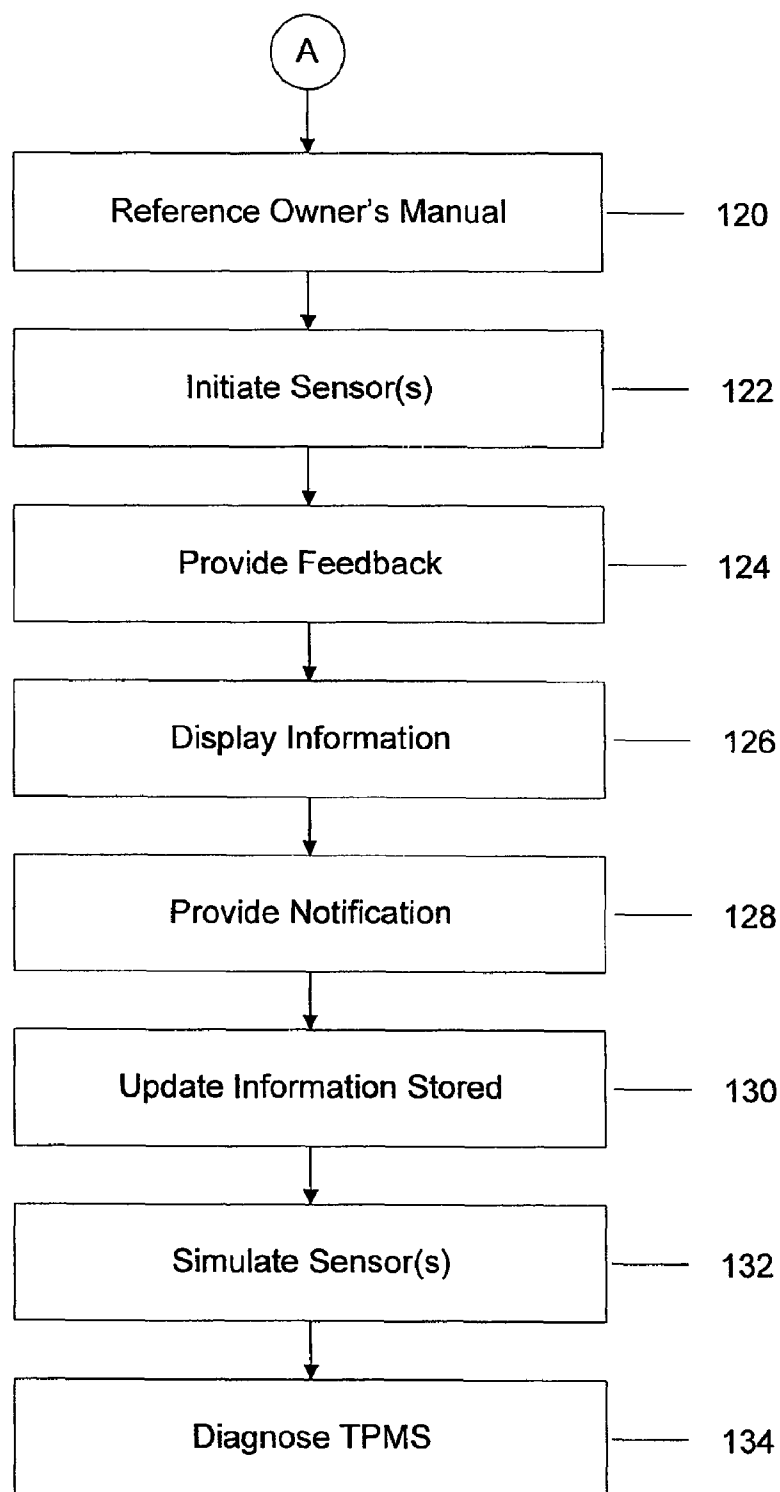 A
Reference Owner's Manual
120
Initiate Sensor(s)
122
Provide Feedback
124
Display Information
126
Provide Notification
128
Update Information Stored
130
Simulate Sensor(s)
132
Diagnose TPMS
134